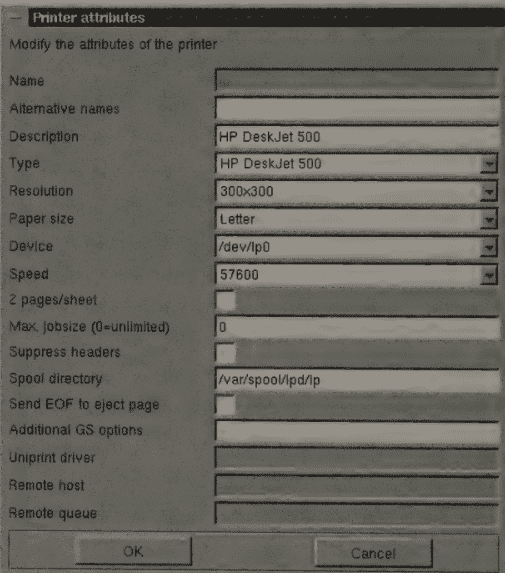 Printer attributes
Modify the attributes of the printer
Name
Alternative names
Description HP DeskJet 500
Type HP DeskJet 500
Resolution 300x300
Paper size Letter
Device /dev/lp0
Speed 57600
2 pages/sheet
Max. jobsize (0=unlimited) 0
Suppress headers
Spool directory /var/spool/lpd/lp
Send EOF to eject page
Additional GS options
Uniprint driver
Remote host
Remote queue
OK Cancel